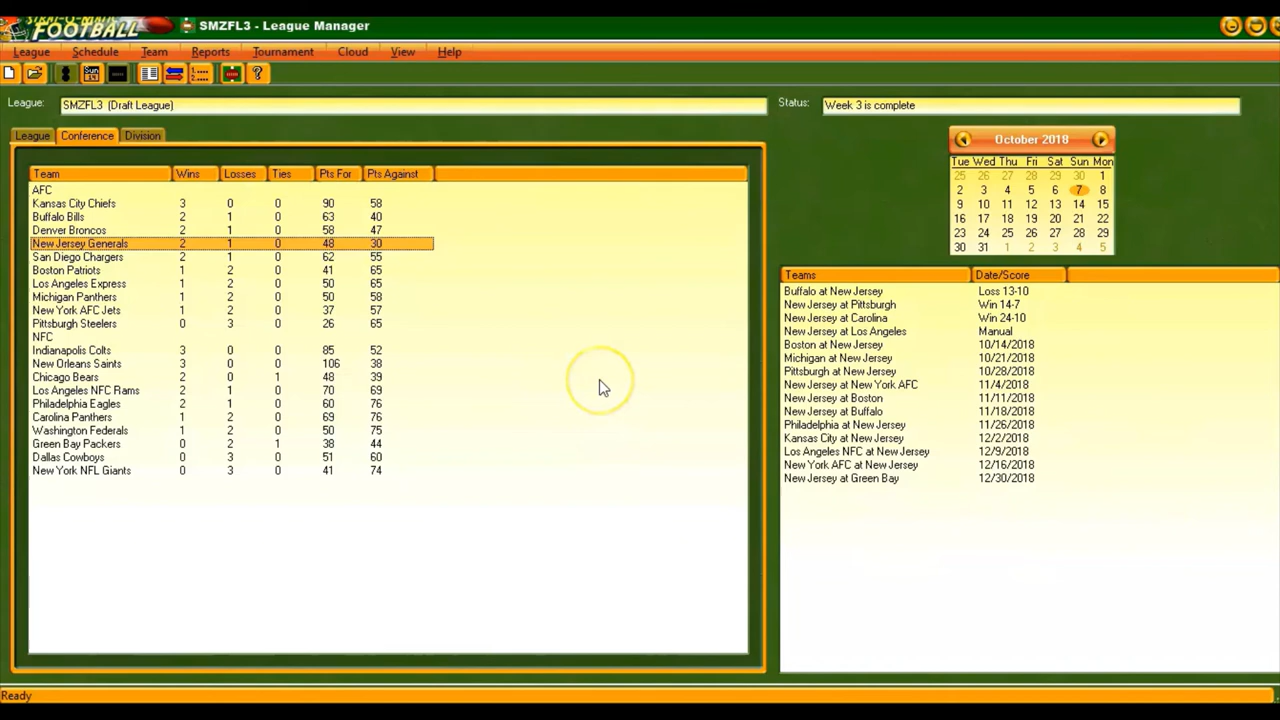 STRAT-O-MATIC
FOOTBALL
SMZFL3 - League Manager
League Schedule Team Reports Tournament Cloud View Help
League: SMZFL3 (Draft League) Status: Week 3 is complete
League Conference Division
October 2018
Tue Wed Thu Fri Sat Sun Mon
25 26 27 28 29 30 1
2 3 4 5 6 7 8
9 10 11 12 13 14 15
16 17 18 19 20 21 22
23 24 25 26 27 28 29
30 31 1 2 3 4 5
Team Wins Losses Ties Pts For Pts Against
AFC
Kansas City Chiefs 3 0 0 90 58
Buffalo Bills 2 1 0 63 40
Denver Broncos 2 1 0 58 47
New Jersey Generals 2 1 0 48 30
San Diego Chargers 2 1 0 62 55
Boston Patriots 1 2 0 41 65
Los Angeles Express 1 2 0 50 65
Michigan Panthers 1 2 0 50 58
New York AFC Jets 1 2 0 37 57
Pittsburgh Steelers 0 3 0 26 65
NFC
Indianapolis Colts 3 0 0 85 52
New Orleans Saints 3 0 0 106 38
Chicago Bears 2 0 1 48 39
Los Angeles NFC Rams 2 1 0 70 69
Philadelphia Eagles 2 1 0 60 76
Carolina Panthers 1 2 0 69 76
Washington Federals 1 2 0 50 75
Green Bay Packers 0 2 1 38 44
Dallas Cowboys 0 3 0 51 60
New York NFL Giants 0 3 0 41 74
Teams Date/Score
Buffalo at New Jersey Loss 13-10
New Jersey at Pittsburgh Win 14-7
New Jersey at Carolina Win 24-10
New Jersey at Los Angeles Manual
Boston at New Jersey 10/14/2018
Michigan at New Jersey 10/21/2018
Pittsburgh at New Jersey 10/28/2018
New Jersey at New York AFC 11/4/2018
New Jersey at Boston 11/11/2018
New Jersey at Buffalo 11/18/2018
Philadelphia at New Jersey 11/26/2018
Kansas City at New Jersey 12/2/2018
Los Angeles NFC at New Jersey 12/9/2018
New York AFC at New Jersey 12/16/2018
New Jersey at Green Bay 12/30/2018
Ready